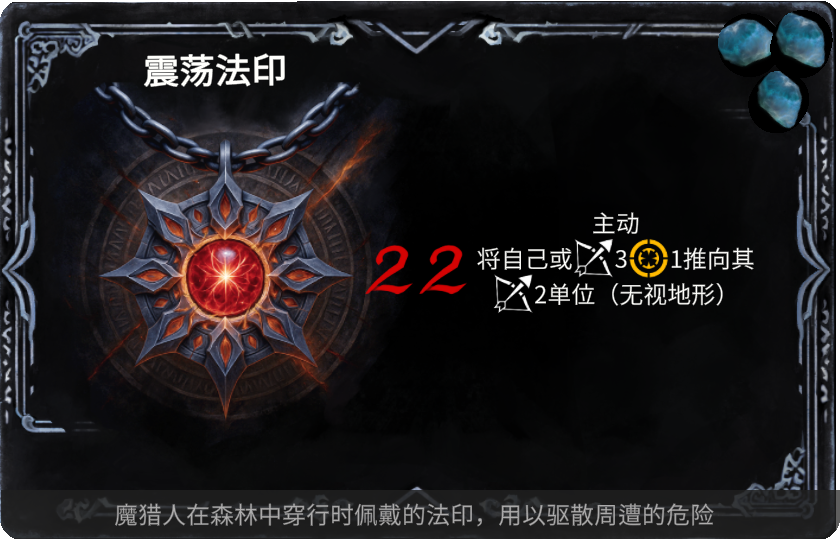 震荡法印
22
主动
将自己或3 1推向其
2单位（无视地形）
魔猎人在森林中穿行时佩戴的法印，用以驱散周遭的危险